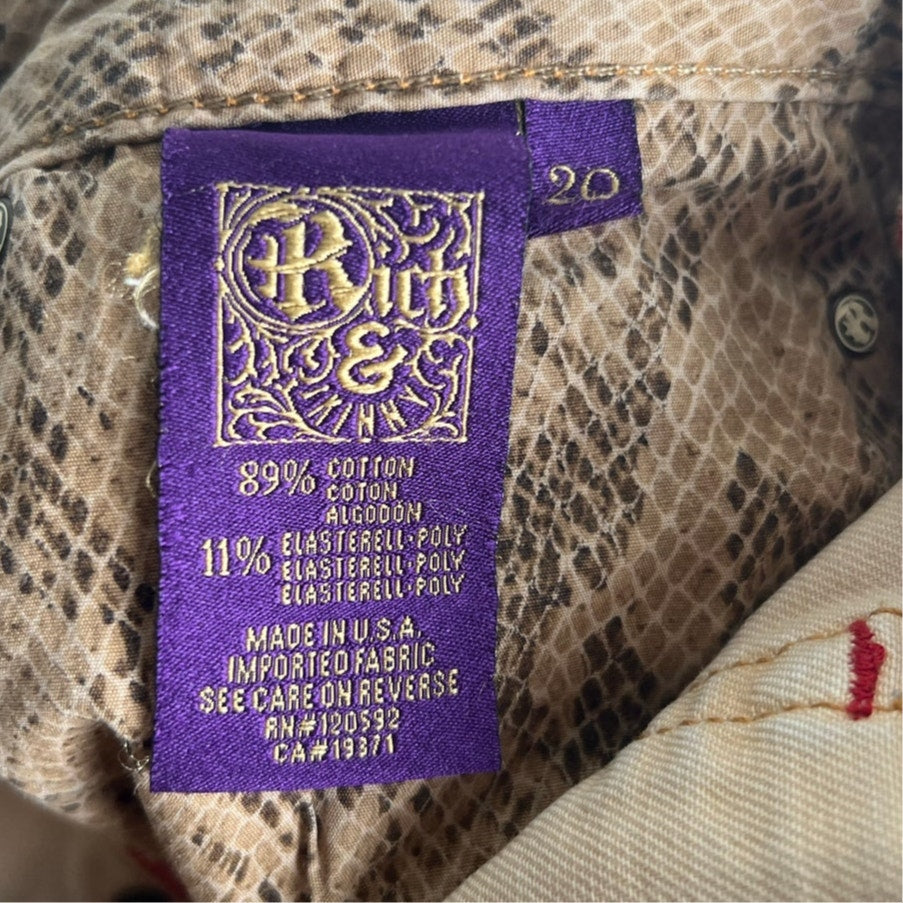 20
Rich
&
SKINNY
89% COTTON
COTON
ALGODON
11% ELASTERELL-POLY
ELASTERELL-POLY
ELASTERELL-POLY
MADE IN U.S.A.
IMPORTED FABRIC
SEE CARE ON REVERSE
RN#120592
CA#19371